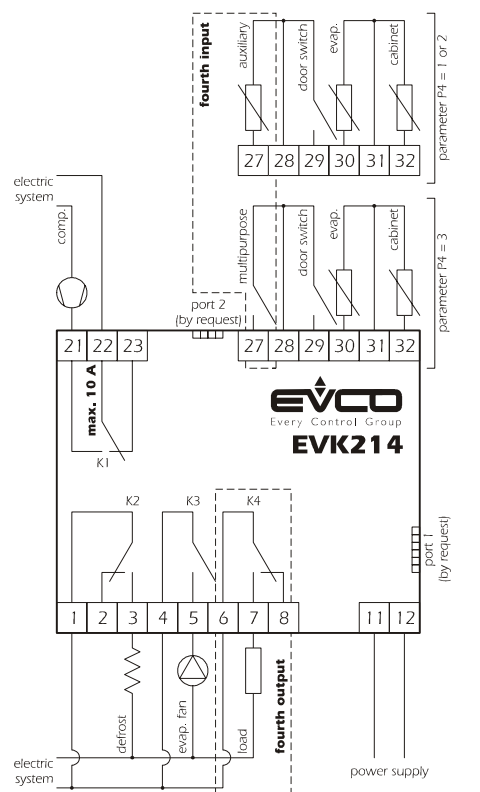 fourth input
auxiliary
door switch
evap.
cabinet
27 28 29 30 31 32
parameter P4 = 1 or 2
electric
system
comp.
multipurpose
door switch
evap.
cabinet
parameter P4 = 3
port 2
(by request)
21 22 23
27 28 29 30 31 32
max. 10 A
K1
EVCO
Every Control Group
EVK214
K2 K3 K4
port 1
(by request)
1 2 3 4 5 6 7 8
11 12
defrost
evap. fan
load
fourth output
electric
system
power supply